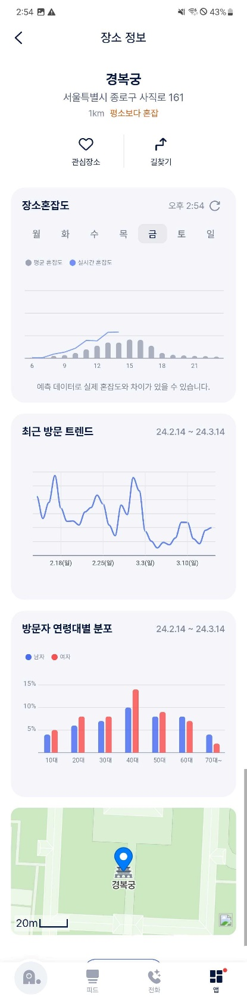 2:54 43%
장소 정보
경복궁
서울특별시 종로구 사직로 161
1km 평소보다 혼잡
관심장소 길찾기
장소혼잡도 오후 2:54
월 화 수 목 금 토 일
평균 혼잡도 실시간 혼잡도
6 9 12 15 18 21
예측 데이터로 실제 혼잡도와 차이가 있을 수 있습니다.
최근 방문 트렌드 24.2.14 ~ 24.3.14
2.18(일) 2.25(일) 3.3(일) 3.10(일)
방문자 연령대별 분포 24.2.14 ~ 24.3.14
남자 여자
15%
10%
5%
10대 20대 30대 40대 50대 60대 70대~
경복궁
20m
A.
피드 전화 앱